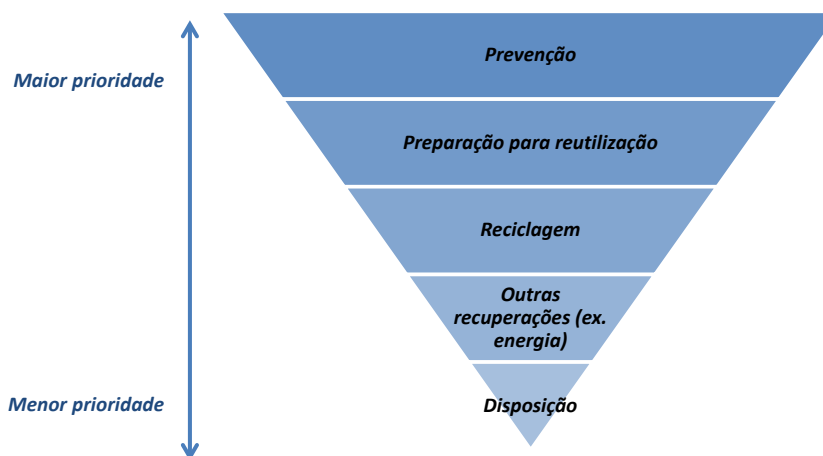 Prevenção
Maior prioridade
Preparação para reutilização
Reciclagem
Outras
recuperações (ex.
energia)
Menor prioridade
Disposição